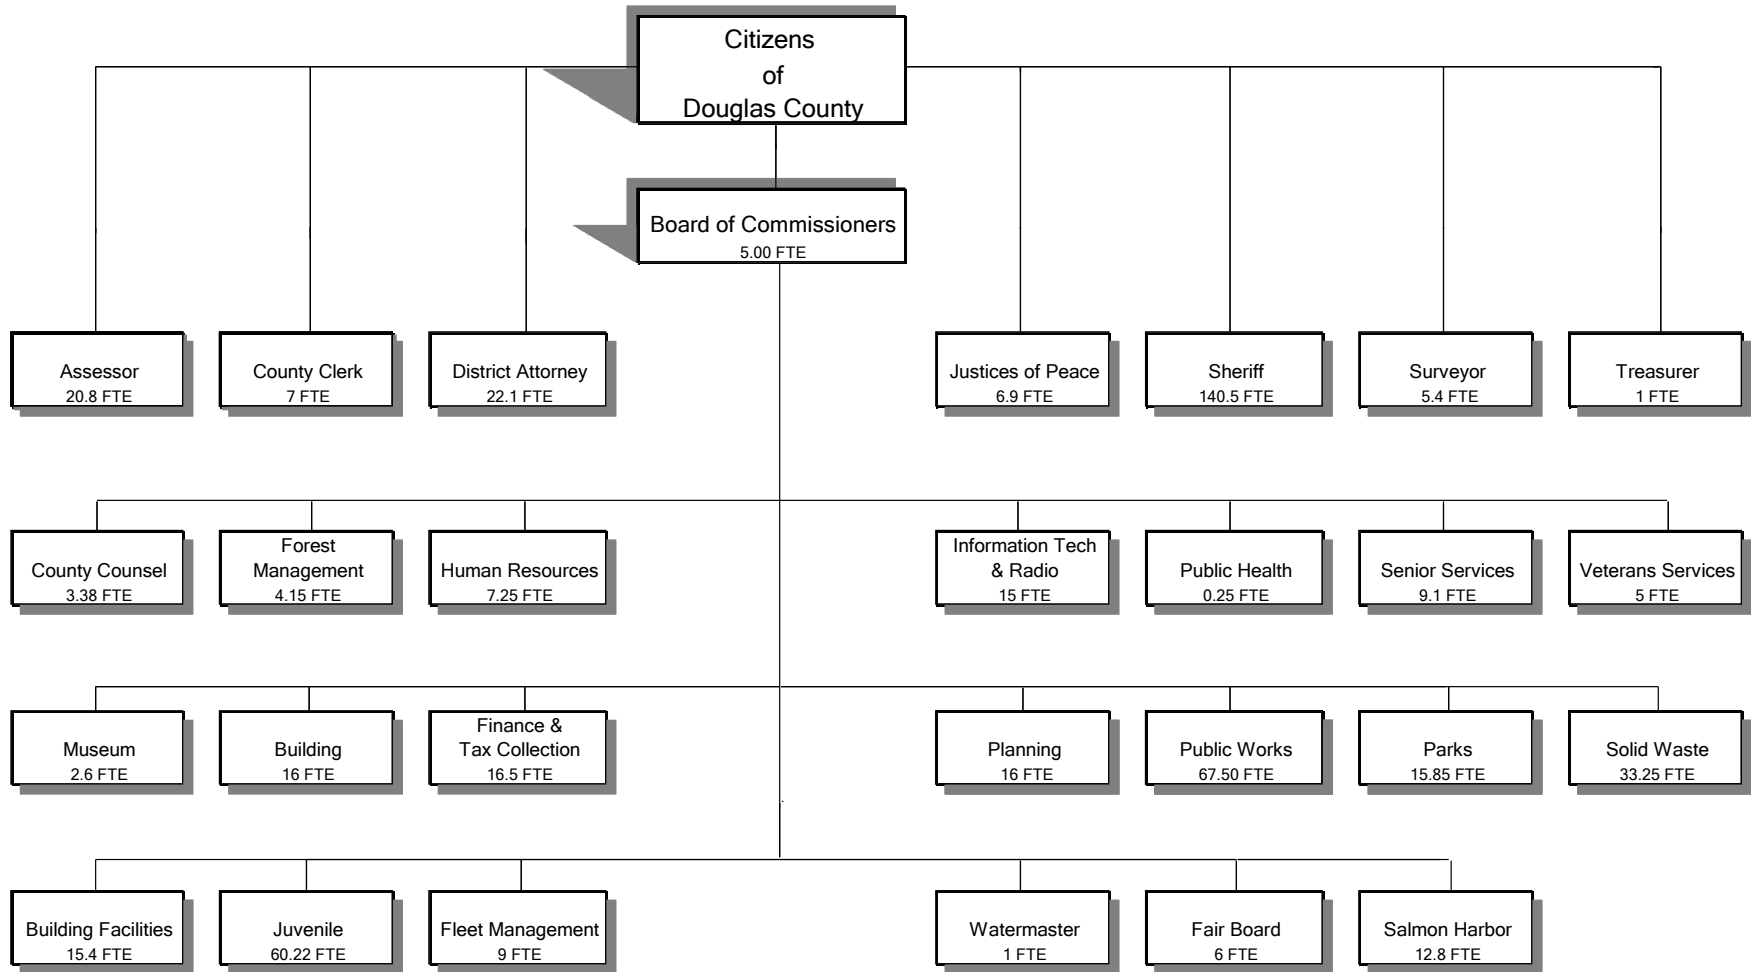 Citizens
of
Douglas County
Board of Commissioners
5.00 FTE
Assessor
20.8 FTE
County Clerk
7 FTE
District Attorney
22.1 FTE
Justices of Peace
6.9 FTE
Sheriff
140.5 FTE
Surveyor
5.4 FTE
Treasurer
1 FTE
County Counsel
3.38 FTE
Forest
Management
4.15 FTE
Human Resources
7.25 FTE
Information Tech
& Radio
15 FTE
Public Health
0.25 FTE
Senior Services
9.1 FTE
Veterans Services
5 FTE
Museum
2.6 FTE
Building
16 FTE
Finance &
Tax Collection
16.5 FTE
Planning
16 FTE
Public Works
67.50 FTE
Parks
15.85 FTE
Solid Waste
33.25 FTE
Building Facilities
15.4 FTE
Juvenile
60.22 FTE
Fleet Management
9 FTE
Watermaster
1 FTE
Fair Board
6 FTE
Salmon Harbor
12.8 FTE